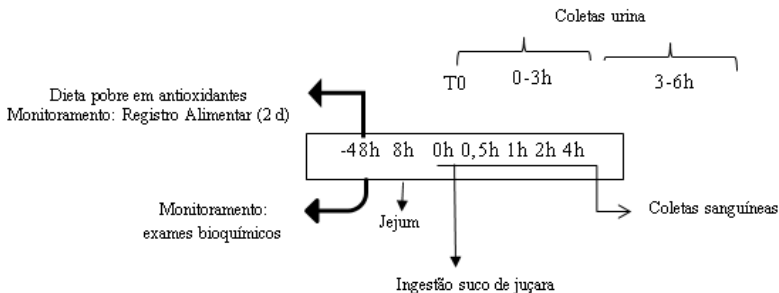 Coletas urina
T0 0-3h 3-6h
Dieta pobre em antioxidantes
Monitoramento: Registro Alimentar (2 d)
-48h 8h 0h 0,5h 1h 2h 4h
Monitoramento:
exames bioquímicos
Jejum
Coletas sanguíneas
Ingestão suco de juçara